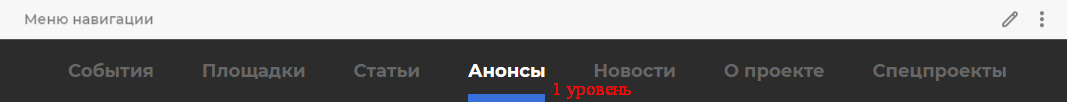 Меню навигации
События Площадки Статьи Анонсы Новости О проекте Спецпроекты
1 уровень